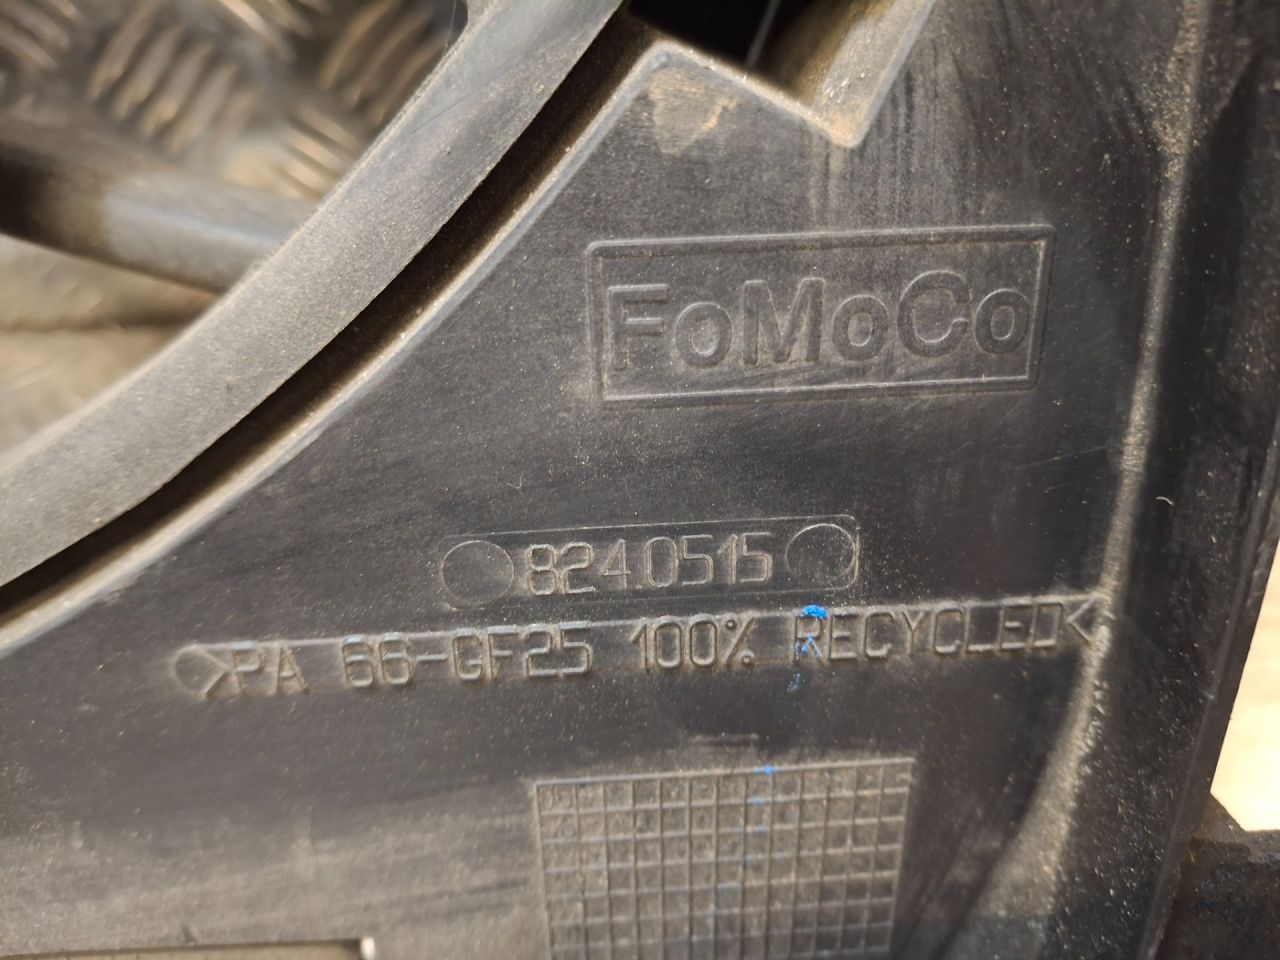 FoMoCo
8240515
>PA 66-GF25 100% RECYCLED<